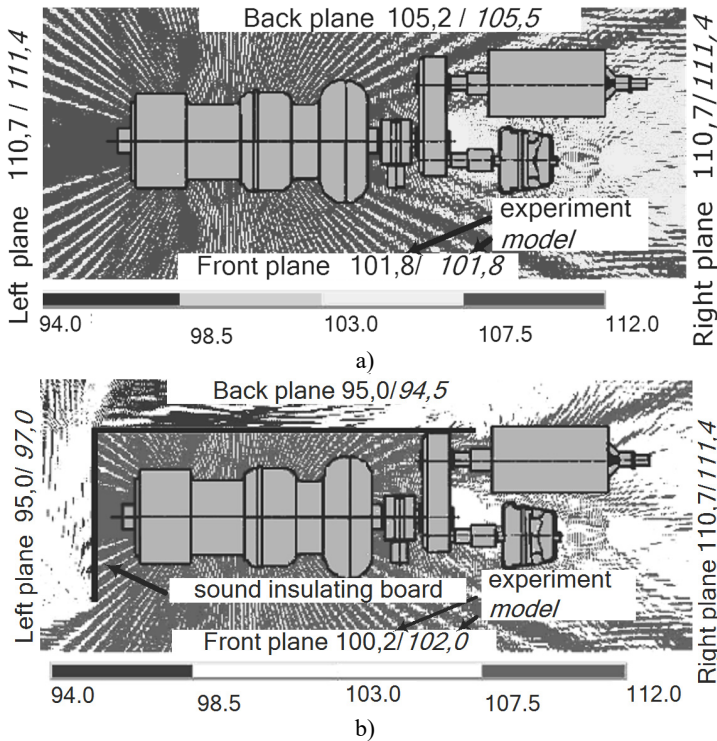 Back plane 105,2 / 105,5
Left plane 110,7 / 111,4
Right plane 110,7/ 111,4
experiment
model
Front plane 101,8/ 101,8
94.0 98.5 103.0 107.5 112.0
a)
Back plane 95,0/94,5
Left plane 95,0/ 97,0
Right plane 110,7/111.4
sound insulating board
experiment
model
Front plane 100,2/102,0
94.0 98.5 103.0 107.5 112.0
b)